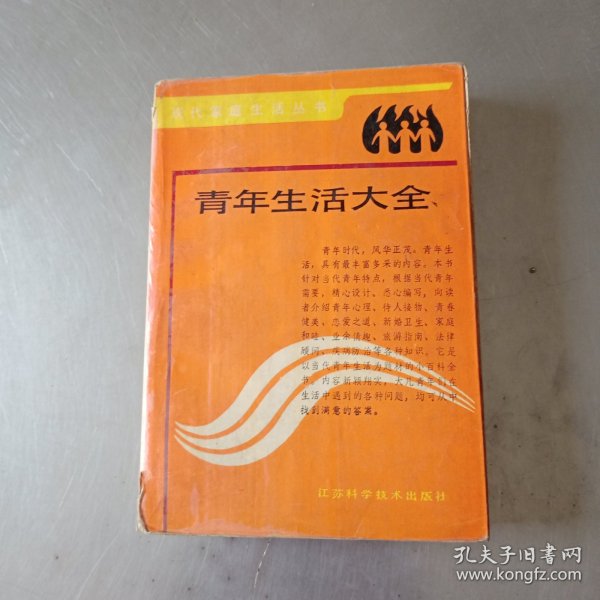 现代家庭生活丛书
青年生活大全
青年时代，风华正茂。青年生
活，具有最丰富多采的内容。本书
针对当代青年特点，根据当代青年
需要，精心设计、悉心编写，向读
者介绍青年心理、待人接物、青春
健美、恋爱之道、新婚卫生、家庭
和睦、业余情趣、旅游指南、法律
顾问、疾病防治等各种知识。它是
以当代青年生活为题材的小百科全
书。内容新颖翔实，大凡青年们在
生活中遇到的各种问题，均可从中
找到满意的答案。
江苏科学技术出版社
孔夫子旧书网
www.kongfz.com